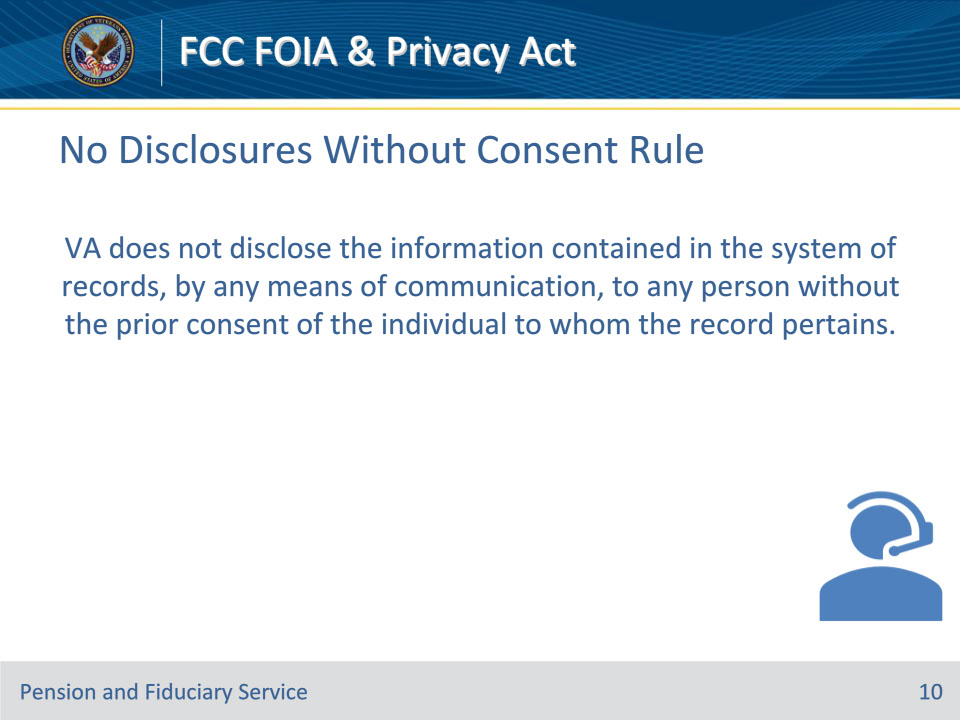 FCC FOIA & Privacy Act
No Disclosures Without Consent Rule
VA does not disclose the information contained in the system of
records, by any means of communication, to any person without
the prior consent of the individual to whom the record pertains.
Pension and Fiduciary Service
10